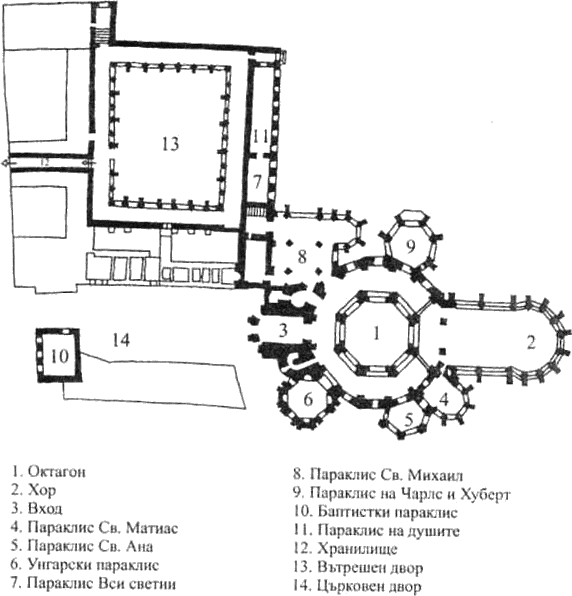 13
11
12
7
8
9
3
1
2
14
10
6
5
4
1. Октагон
2. Хор
3. Вход
4. Параклис Св. Матиас
5. Параклис Св. Ана
6. Унгарски параклис
7. Параклис Вси светии
8. Параклис Св. Михаил
9. Параклис на Чарлс и Хуберт
10. Баптистки параклис
11. Параклис на душите
12. Хранилище
13. Вътрешен двор
14. Църковен двор